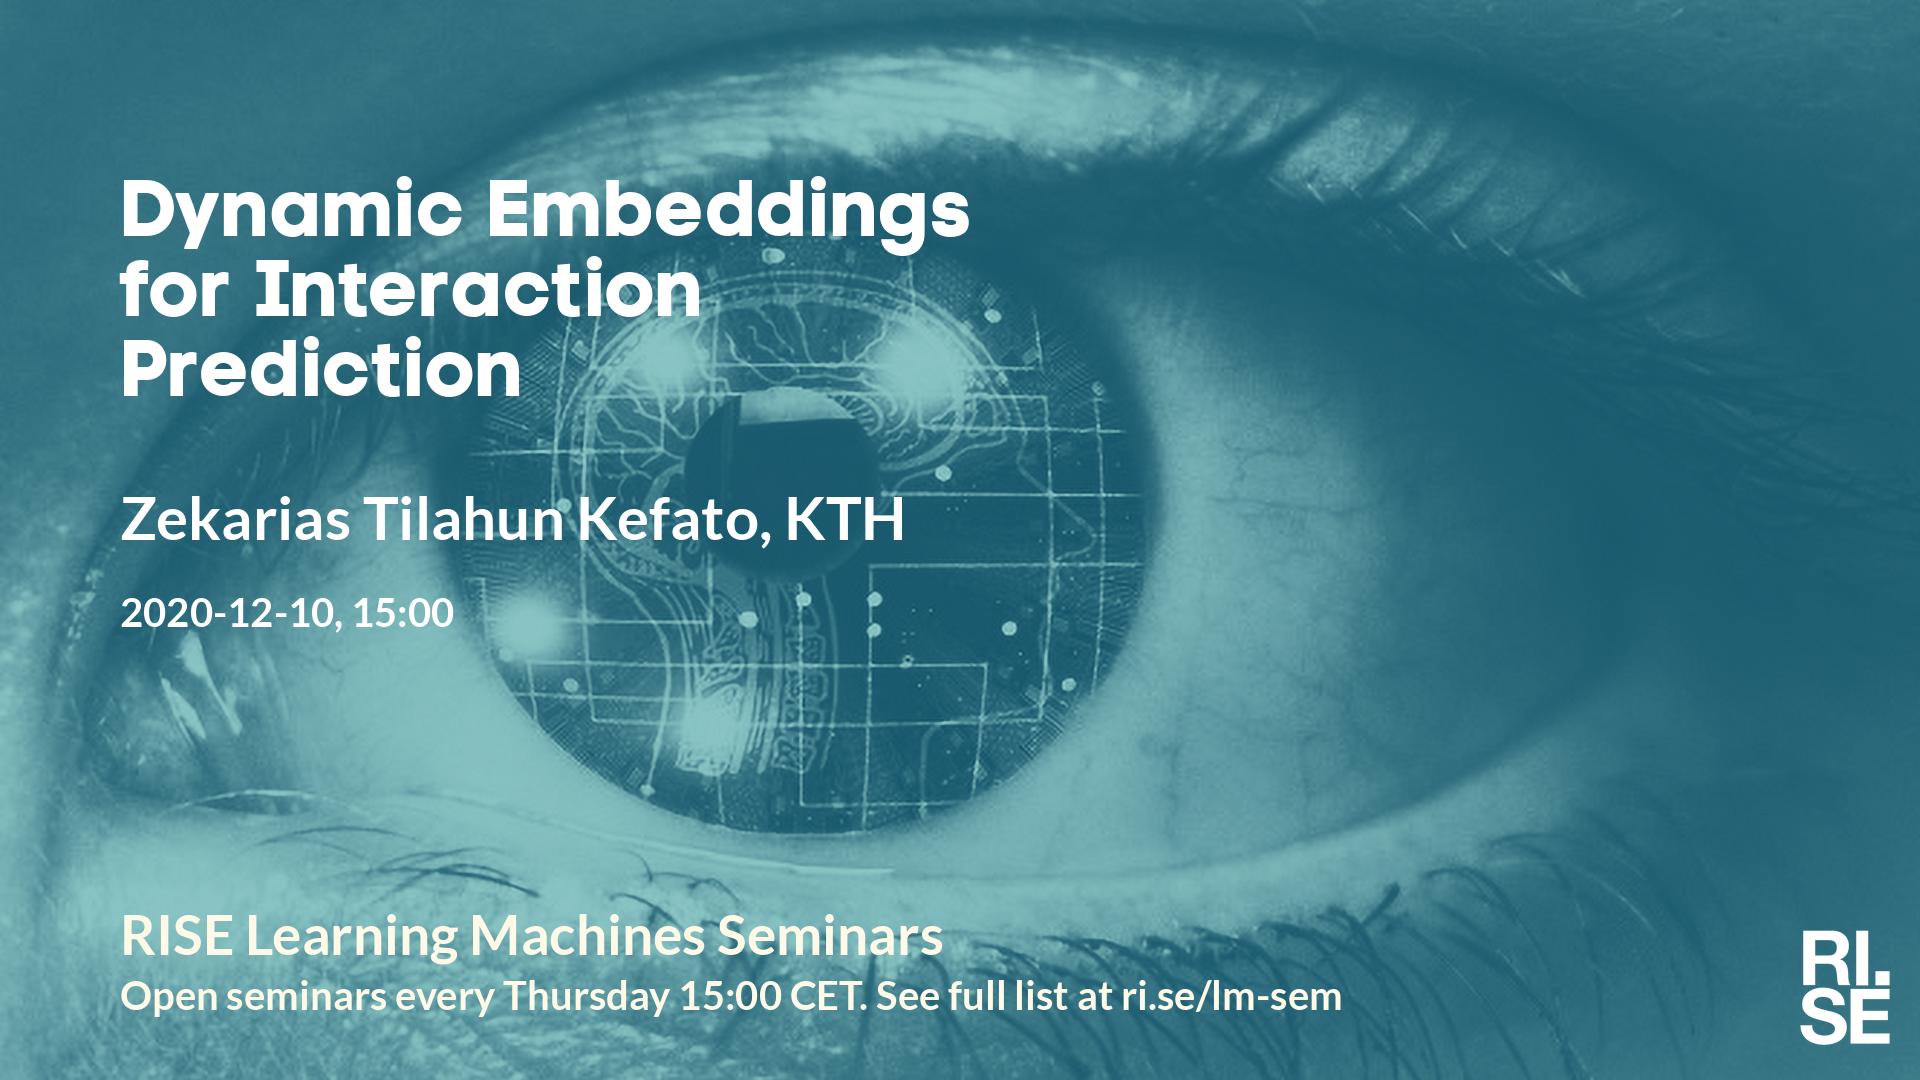 Dynamic Embeddings
for Interaction
Prediction
Zekarias Tilahun Kefato, KTH
2020-12-10, 15:00
RISE Learning Machines Seminars
Open seminars every Thursday 15:00 CET. See full list at ri.se/lm-sem
RI.
SE